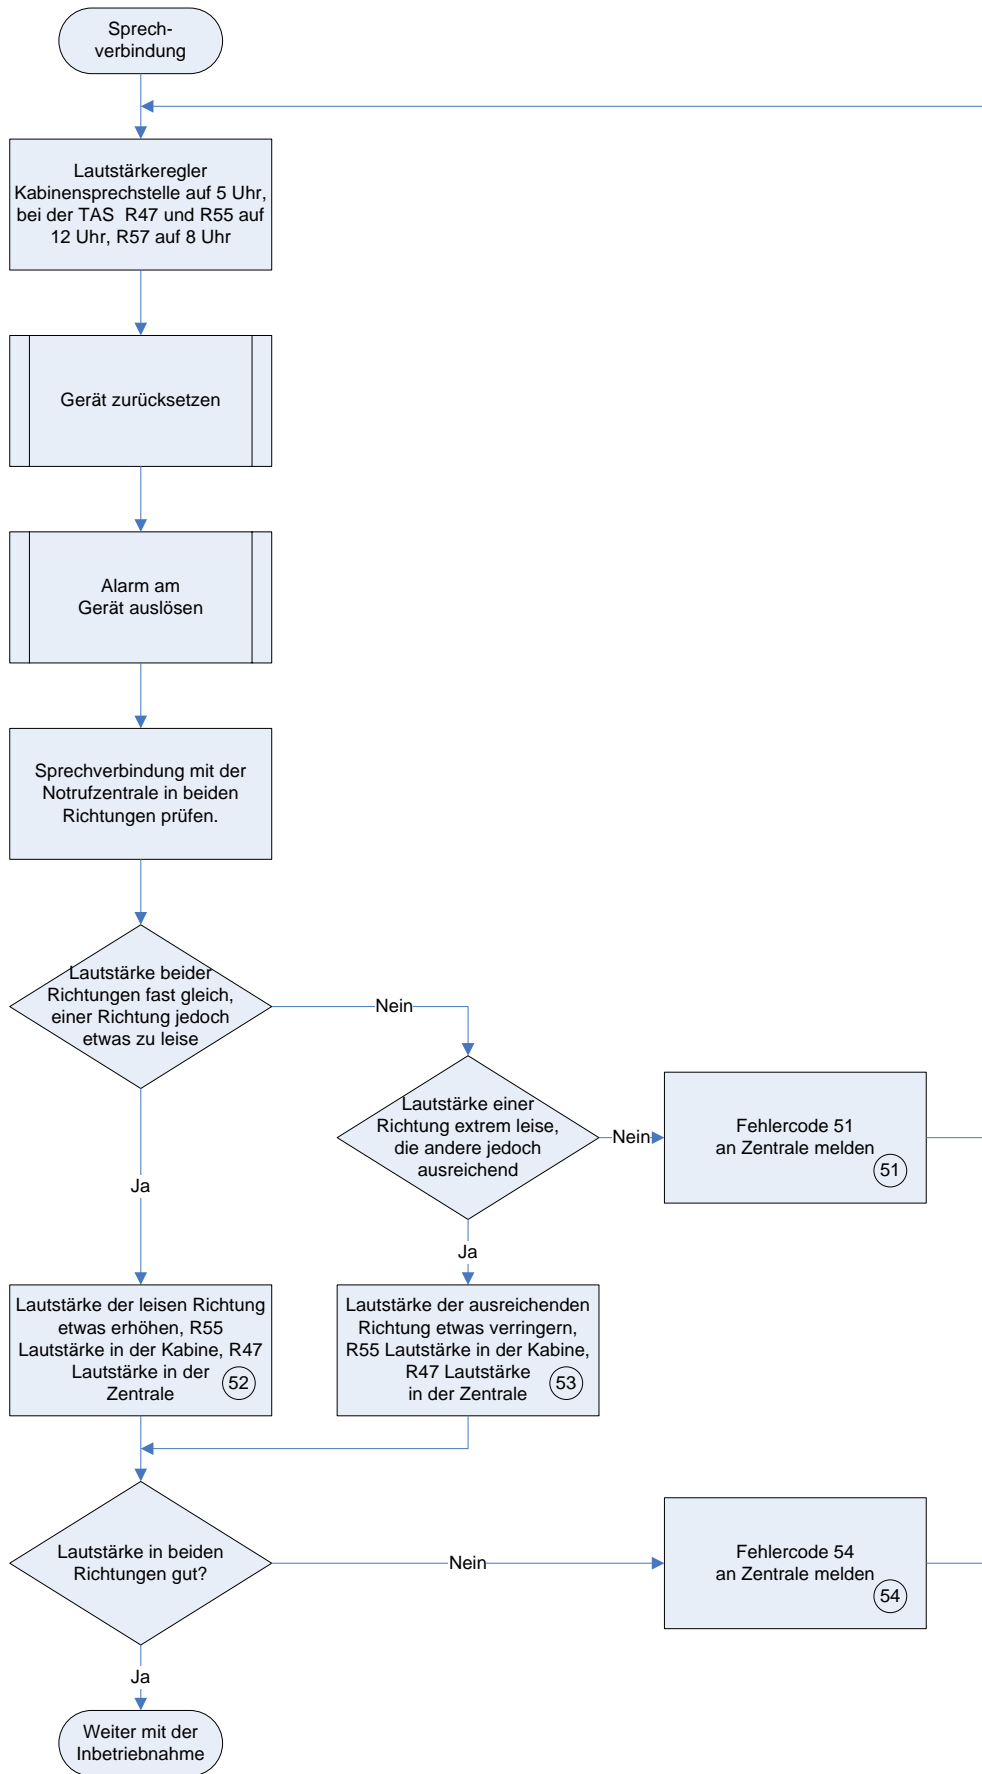 Sprech-
verbindung
Lautstärkeregler
Kabinensprechstelle auf 5 Uhr,
bei der TAS  R47 und R55 auf
12 Uhr, R57 auf 8 Uhr
Gerät zurücksetzen
Alarm am
Gerät auslösen
Sprechverbindung mit der
Notrufzentrale in beiden
Richtungen prüfen.
Lautstärke beider
Richtungen fast gleich,
einer Richtung jedoch
etwas zu leise
Nein
Lautstärke einer
Richtung extrem leise,
die andere jedoch
ausreichend
Nein
Fehlercode 51
an Zentrale melden
51
Ja
Ja
Lautstärke der leisen Richtung
etwas erhöhen, R55
Lautstärke in der Kabine, R47
Lautstärke in der
Zentrale
52
Lautstärke der ausreichenden
Richtung etwas verringern,
R55 Lautstärke in der Kabine,
R47 Lautstärke
in der Zentrale
53
Lautstärke in beiden
Richtungen gut?
Nein
Fehlercode 54
an Zentrale melden
54
Ja
Weiter mit der
Inbetriebnahme